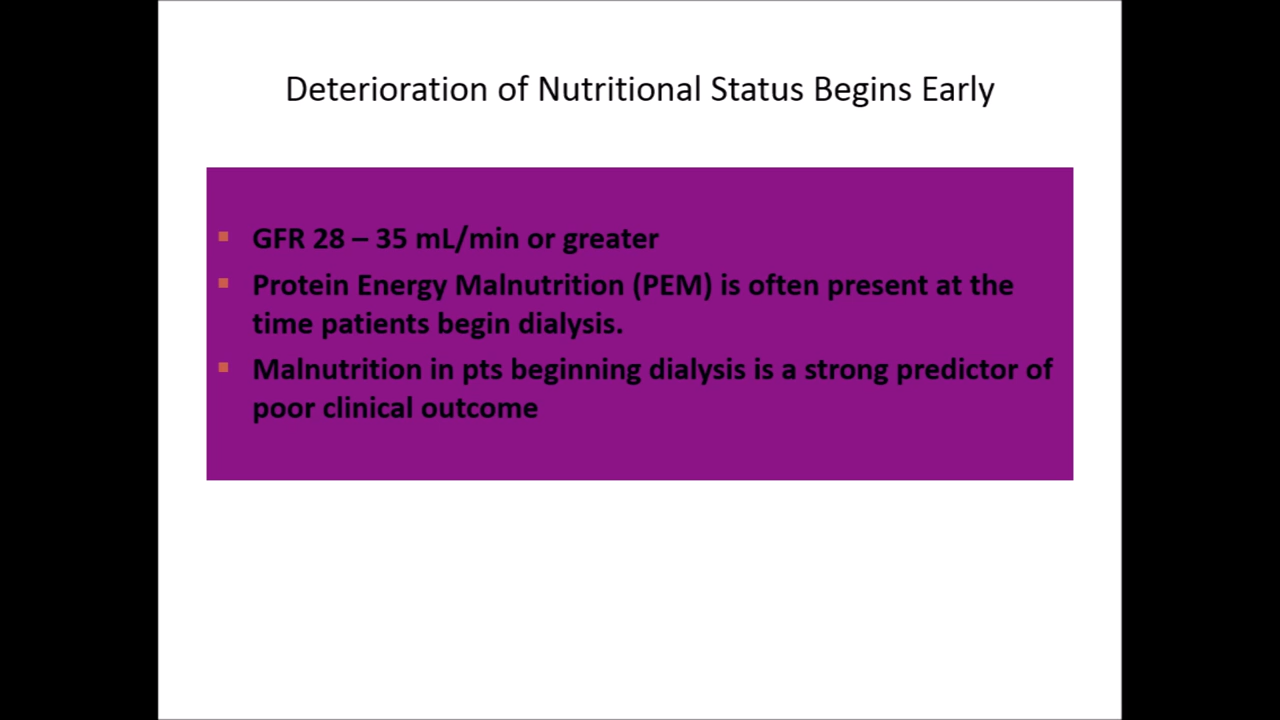 Deterioration of Nutritional Status Begins Early
▪ GFR 28 – 35 mL/min or greater
▪ Protein Energy Malnutrition (PEM) is often present at the
time patients begin dialysis.
▪ Malnutrition in pts beginning dialysis is a strong predictor of
poor clinical outcome